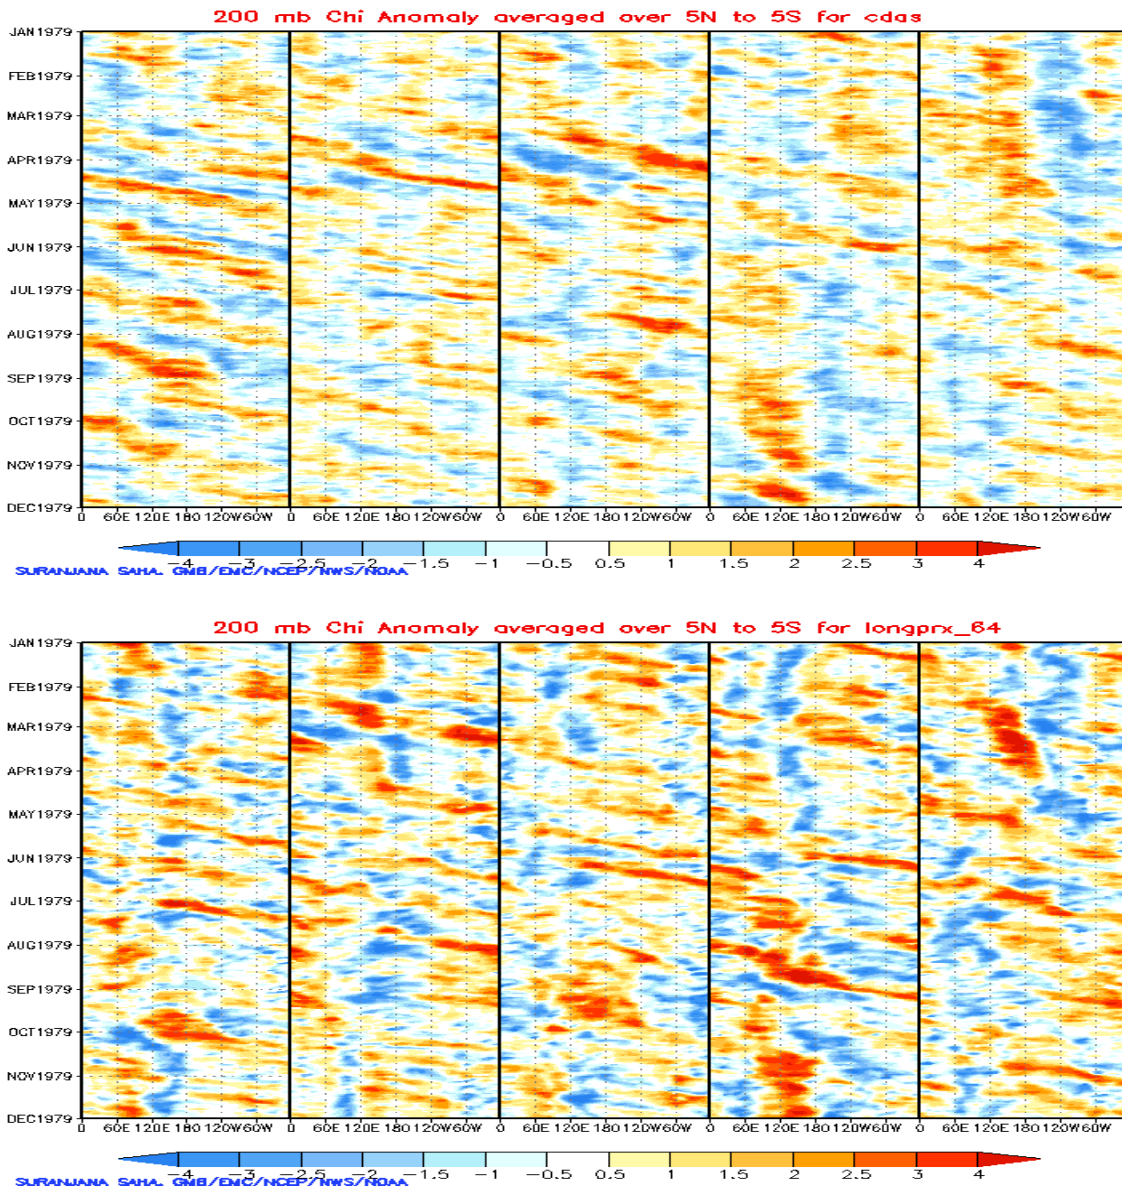 200 mb Chi Anomaly averaged over 5N to 5S for cdas
JAN1979
FEB1979
MAR1979
APR1979
MAY1979
JUN1979
JUL1979
AUG1979
SEP1979
OCT1979
NOV1979
DEC1979
0 60E 120E 180 120W 60W 0 60E 120E 180 120W 60W 0 60E 120E 180 120W 60W 0 60E 120E 180 120W 60W 0 60E 120E 180 120W 60W
-4 -3 -2.5 -2 -1.5 -1 -0.5 0.5 1 1.5 2 2.5 3 4
SURANJANA SAHA, GMB/EMC/NCEP/NWS/NOAA
200 mb Chi Anomaly averaged over 5N to 5S for longprx_64
JAN1979
FEB1979
MAR1979
APR1979
MAY1979
JUN1979
JUL1979
AUG1979
SEP1979
OCT1979
NOV1979
DEC1979
0 60E 120E 180 120W 60W 0 60E 120E 180 120W 60W 0 60E 120E 180 120W 60W 0 60E 120E 180 120W 60W 0 60E 120E 180 120W 60W
-4 -3 -2.5 -2 -1.5 -1 -0.5 0.5 1 1.5 2 2.5 3 4
SURANJANA SAHA, GMB/EMC/NCEP/NWS/NOAA